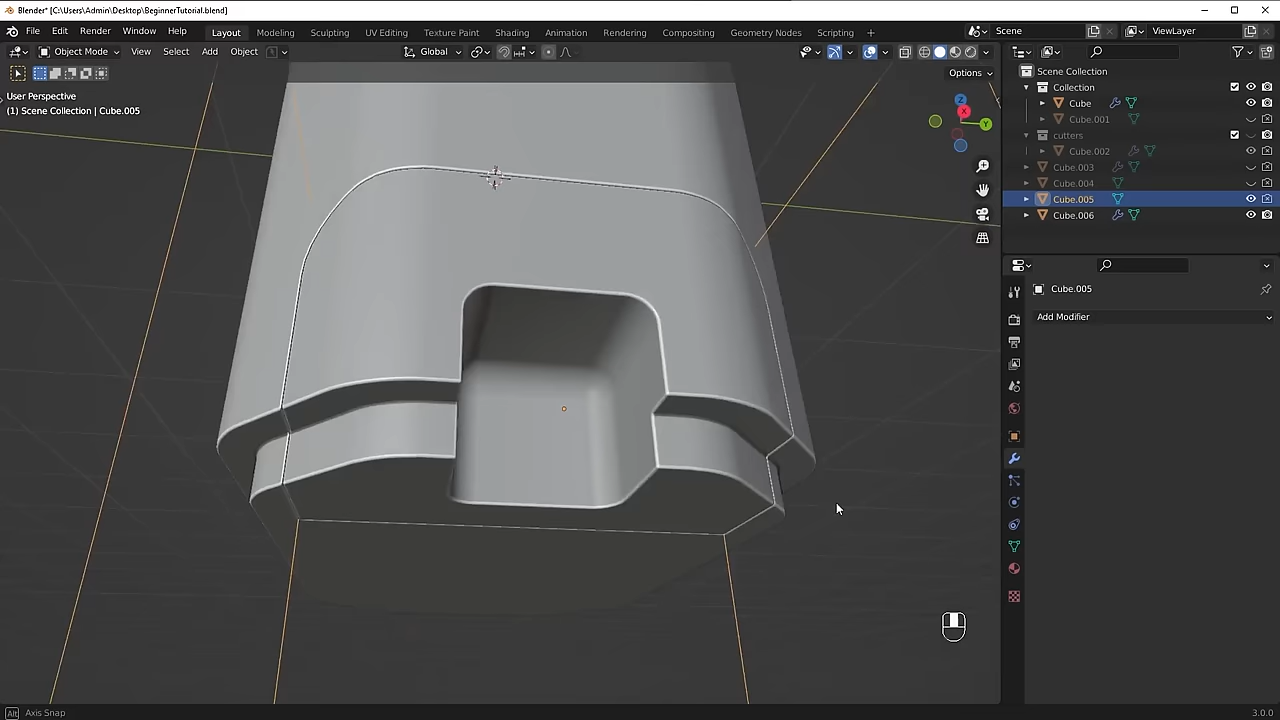 Blender* [C:\Users\Admin\Desktop\BeginnerTutorial.blend]
File Edit Render Window Help Layout Modeling Sculpting UV Editing Texture Paint Shading Animation Rendering Compositing Geometry Nodes Scripting + Scene ViewLayer
Object Mode View Select Add Object Global
Options
User Perspective
(1) Scene Collection | Cube.005
Z
X
Y
Scene Collection
Collection
Cube
Cube.001
cutters
Cube.002
Cube.003
Cube.004
Cube.005
Cube.006
Cube.005
Add Modifier
Alt Axis Snap
3.0.0